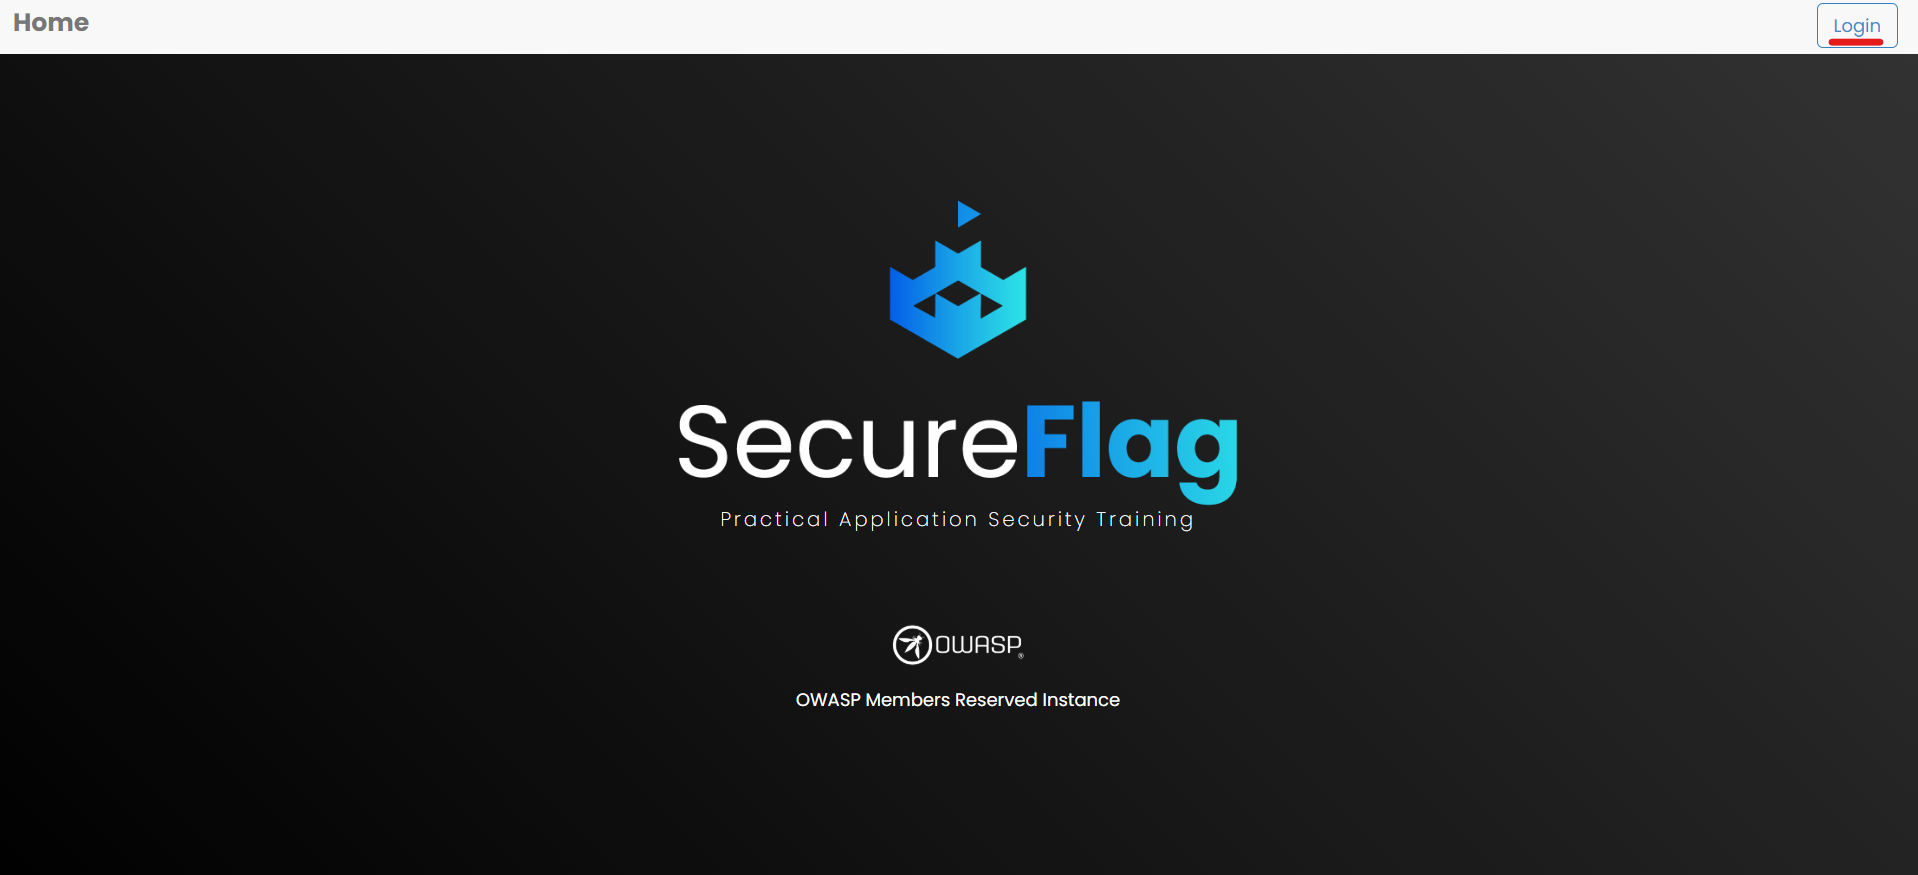 Home
Login
SecureFlag
Practical Application Security Training
OWASP®
OWASP Members Reserved Instance